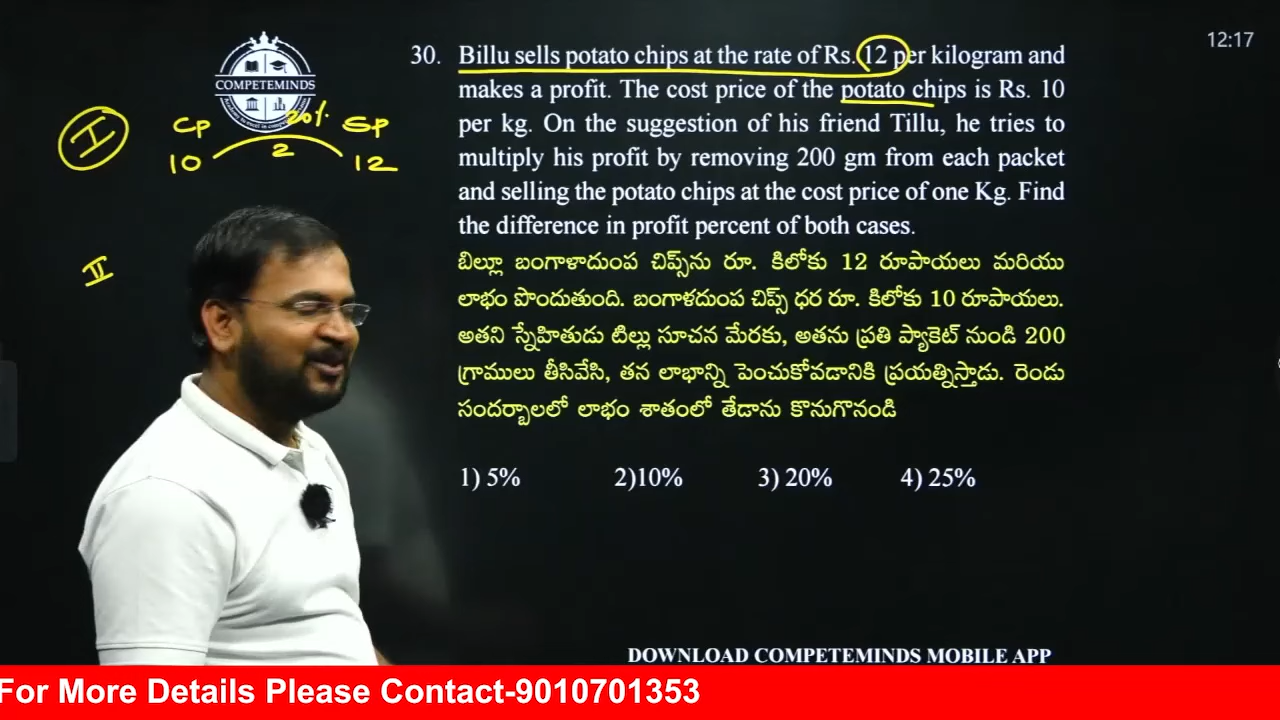 12:17
COMPETEMINDS
30. Billu sells potato chips at the rate of Rs. 12 per kilogram and
makes a profit. The cost price of the potato chips is Rs. 10
per kg. On the suggestion of his friend Tillu, he tries to
multiply his profit by removing 200 gm from each packet
and selling the potato chips at the cost price of one Kg. Find
the difference in profit percent of both cases.
I
CP 20% SP
10 2 12
II
బిల్లూ బంగాళాదుంప చిప్స్‌ను రూ. కిలోకు 12 రూపాయలు మరియు
లాభం పొందుతుంది. బంగాళదుంప చిప్స్ ధర రూ. కిలోకు 10 రూపాయలు.
అతని స్నేహితుడు టిల్లు సూచన మేరకు, అతను ప్రతి ప్యాకెట్ నుండి 200
గ్రాములు తీసివేసి, తన లాభాన్ని పెంచుకోవడానికి ప్రయత్నిస్తాడు. రెండు
సందర్భాలలో లాభం శాతంలో తేడాను కొనుగొనండి
1) 5% 2)10% 3) 20% 4) 25%
DOWNLOAD COMPETEMINDS MOBILE APP
For More Details Please Contact-9010701353